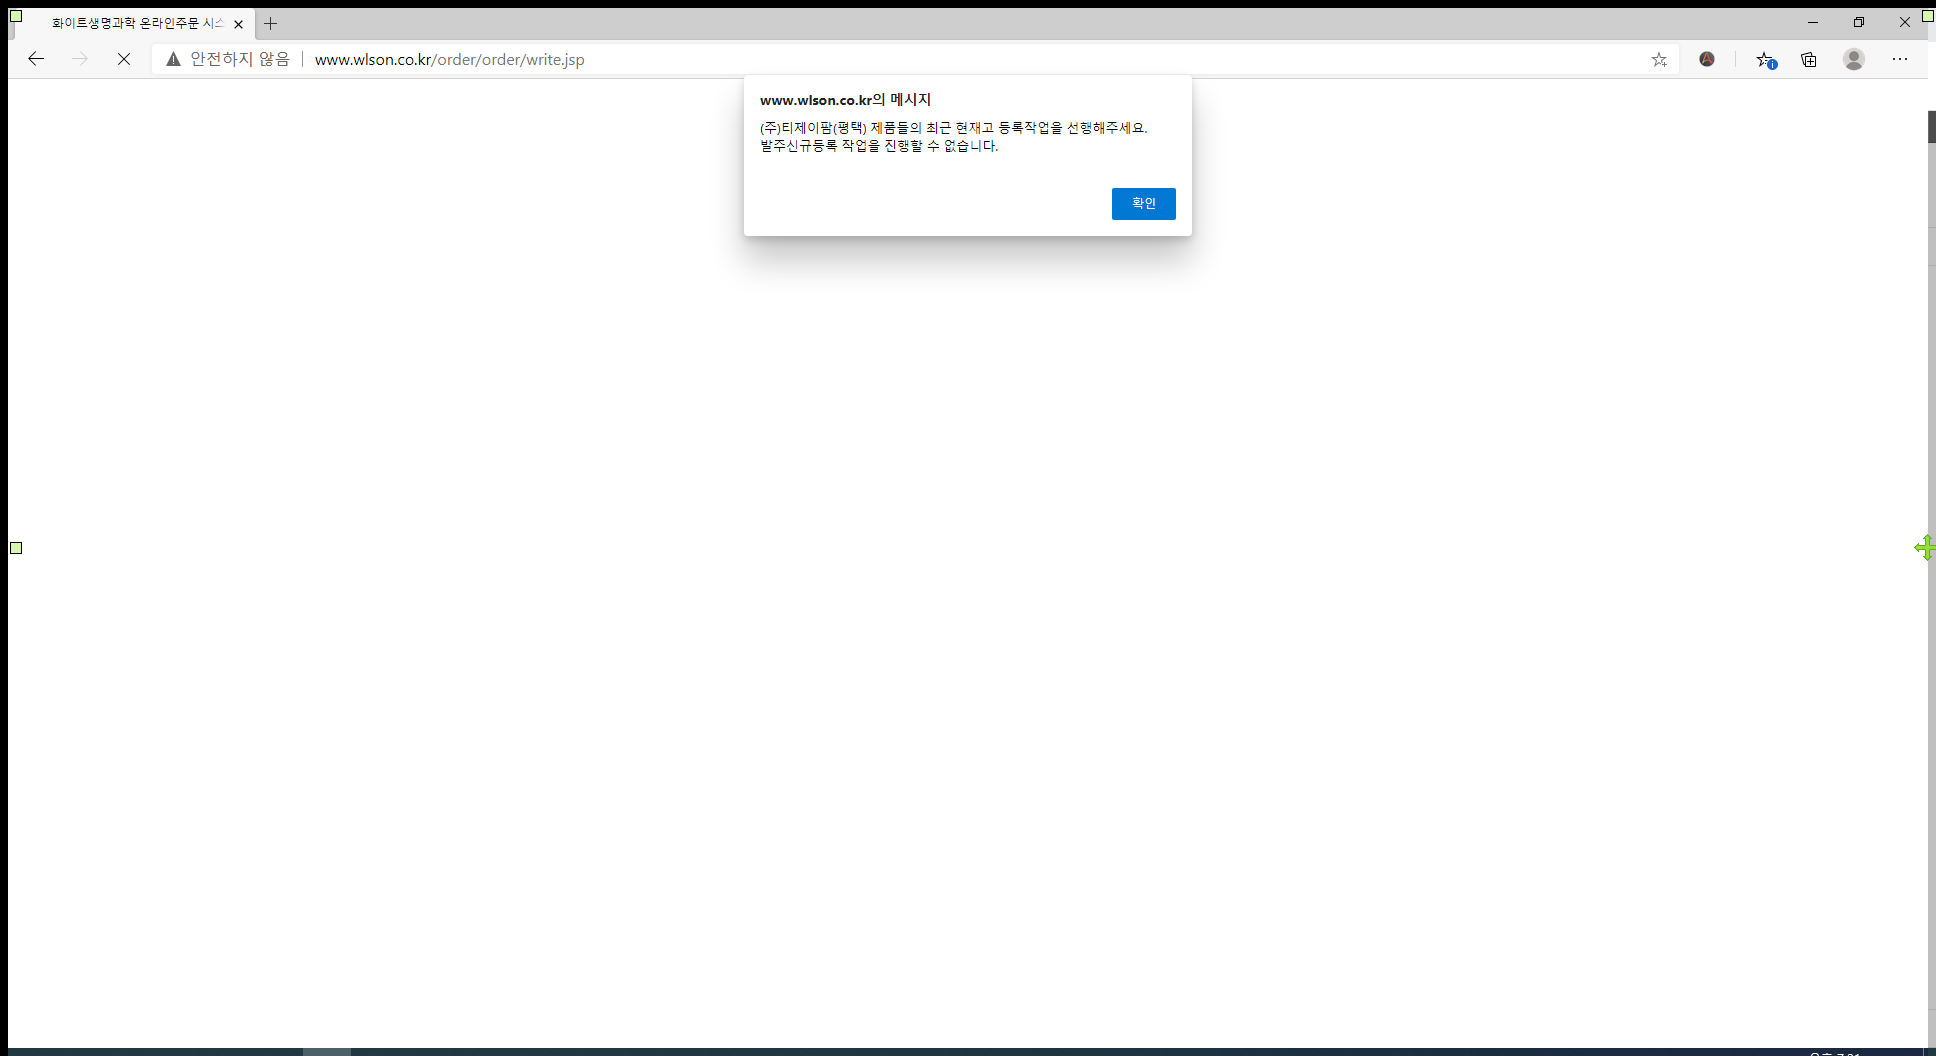 화이트생명과학 온라인주문 시스
안전하지 않음
www.wlson.co.kr/order/order/write.jsp
www.wlson.co.kr의 메시지
(주)티제이팜(평택) 제품들의 최근 현재고 등록작업을 선행해주세요.
발주신규등록 작업을 진행할 수 없습니다.
확인